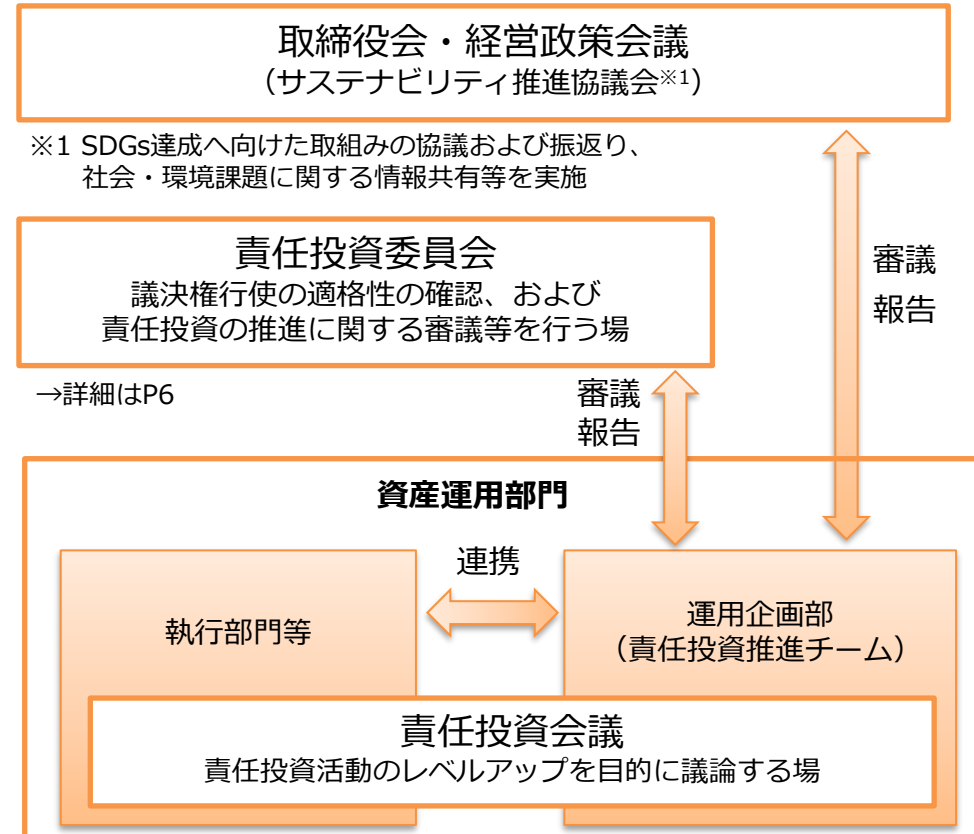 取締役会・経営政策会議
（サステナビリティ推進協議会※1）
※1 SDGs達成へ向けた取組みの協議および振返り、
社会・環境課題に関する情報共有等を実施
責任投資委員会
議決権行使の適格性の確認、および
責任投資の推進に関する審議等を行う場
→詳細はP6
審議
報告
審議
報告
資産運用部門
連携
執行部門等
運用企画部
（責任投資推進チーム）
責任投資会議
責任投資活動のレベルアップを目的に議論する場